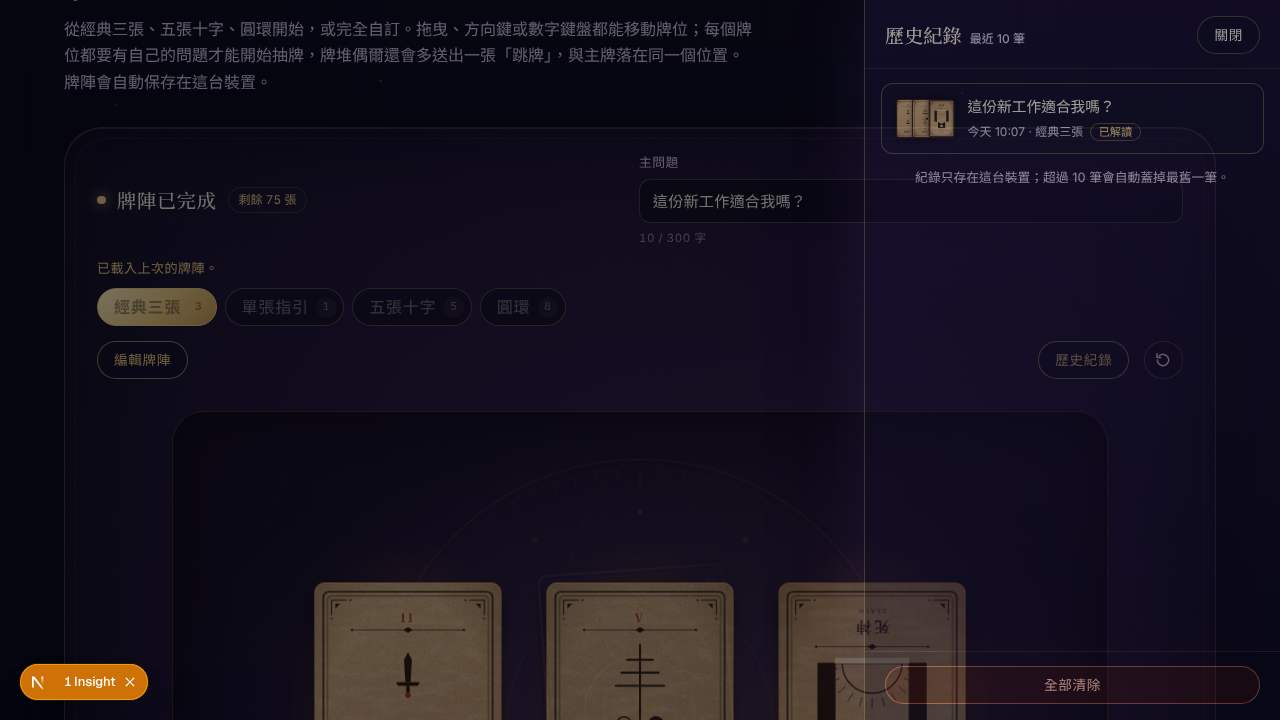 從經典三張、五張十字、圓環開始，或完全自訂。拖曳、方向鍵或數字鍵盤都能移動牌位；每個牌
位都要有自己的問題才能開始抽牌，牌堆偶爾還會多送出一張「跳牌」，與主牌落在同一個位置。
牌陣會自動保存在這台裝置。
歷史紀錄 最近 10 筆
關閉
這份新工作適合我嗎？
今天 10:07 · 經典三張 已解讀
紀錄只存在這台裝置；超過 10 筆會自動蓋掉最舊一筆。
主問題
牌陣已完成 剩餘 75 張
這份新工作適合我嗎？
10 / 300 字
已載入上次的牌陣。
經典三張 3
單張指引 1
五張十字 5
圓環 8
編輯牌陣
歷史紀錄
II
V
DEATH
死神
1 Insight
全部清除